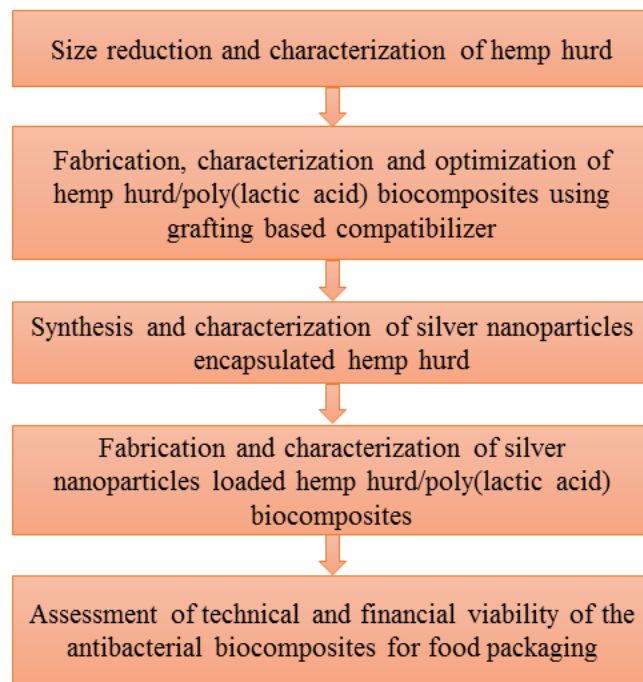 Size reduction and characterization of hemp hurd
Fabrication, characterization and optimization of
hemp hurd/poly(lactic acid) biocomposites using
grafting based compatibilizer
Synthesis and characterization of silver nanoparticles
encapsulated hemp hurd
Fabrication and characterization of silver
nanoparticles loaded hemp hurd/poly(lactic acid)
biocomposites
Assessment of technical and financial viability of the
antibacterial biocomposites for food packaging